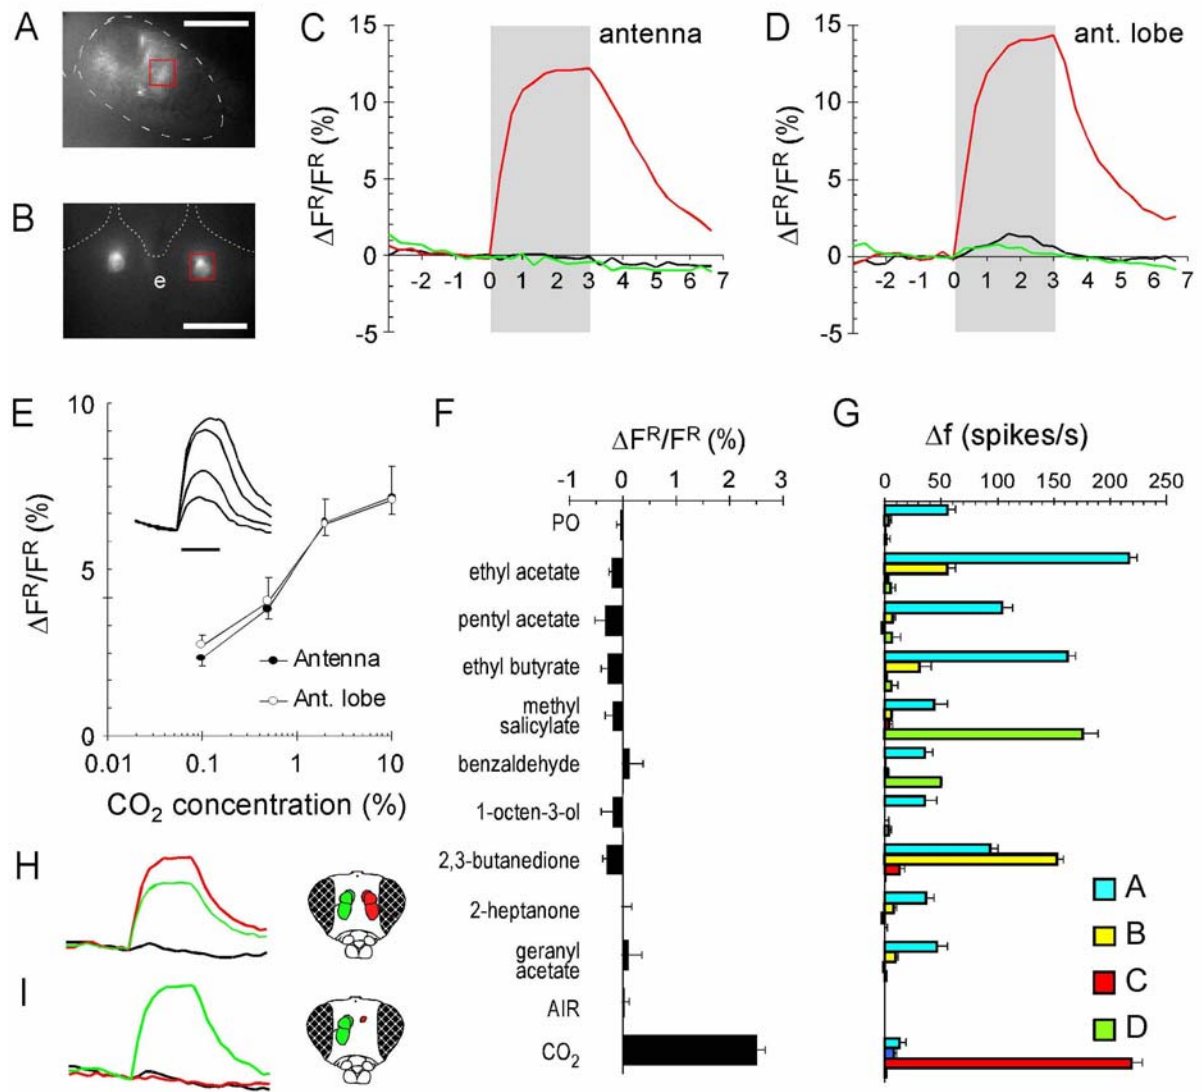 A
B
e
C
antenna
ΔF^R/F^R (%)
15
10
5
0
-5
-2 -1 0 1 2 3 4 5 6 7
D
ant. lobe
ΔF^R/F^R (%)
15
10
5
0
-5
-2 -1 0 1 2 3 4 5 6 7
E
ΔF^R/F^R (%)
10
5
0
Antenna
Ant. lobe
0.01 0.1 1 10
CO₂ concentration (%)
F
ΔF^R/F^R (%)
-1 0 1 2 3
PO
ethyl acetate
pentyl acetate
ethyl butyrate
methyl
salicylate
benzaldehyde
1-octen-3-ol
2,3-butanedione
2-heptanone
geranyl
acetate
AIR
CO₂
G
Δf (spikes/s)
0 50 100 150 200 250
A
B
C
D
H
I